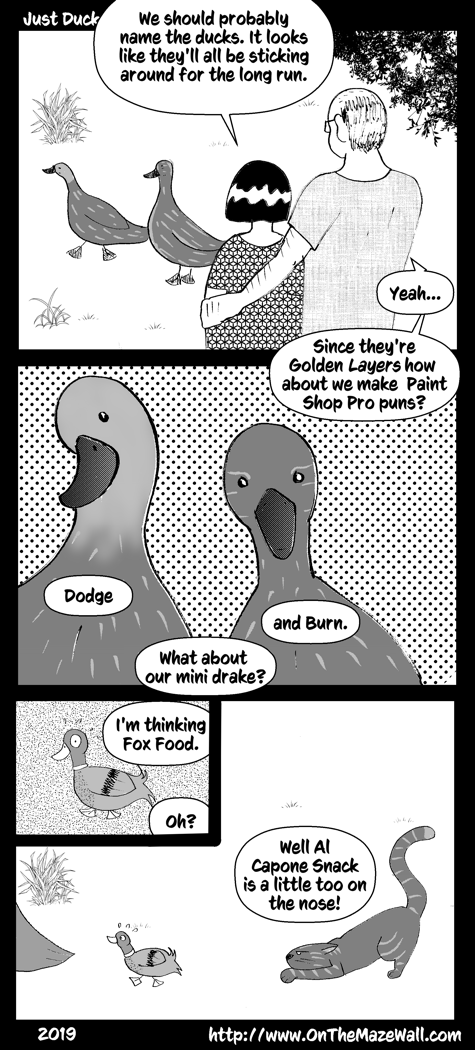 Just Duck
We should probably
name the ducks. It looks
like they'll all be sticking
around for the long run.
Yeah...
Since they're
Golden Layers how
about we make Paint
Shop Pro puns?
Dodge
and Burn.
What about
our mini drake?
I'm thinking
Fox Food.
Oh?
Well Al
Capone Snack
is a little too on
the nose!
2019
http://www.OnTheMazeWall.com